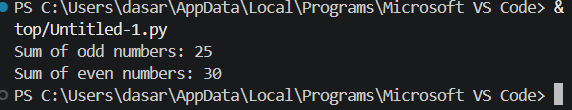 PS C:\Users\dasar\AppData\Local\Programs\Microsoft VS Code> &
top/Untitled-1.py
Sum of odd numbers: 25
Sum of even numbers: 30
PS C:\Users\dasar\AppData\Local\Programs\Microsoft VS Code>